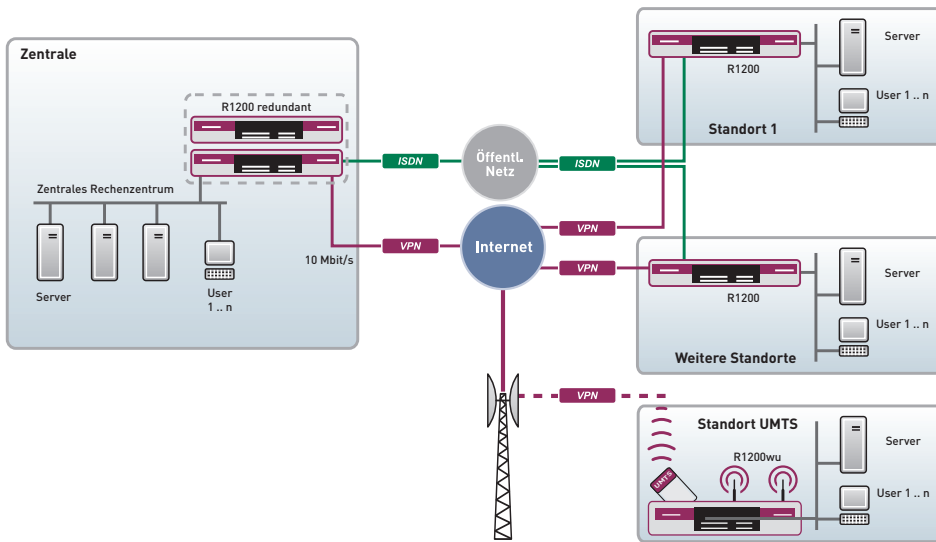 Zentrale
R1200 redundant
Zentrales Rechenzentrum
Server
User
1 .. n
10 Mbit/s
ISDN
Öffentl.
Netz
ISDN
VPN
Internet
VPN
VPN
VPN
R1200
Server
User 1 .. n
Standort 1
R1200
Server
User 1 .. n
Weitere Standorte
Standort UMTS
R1200wu
UMTS
Server
User 1 .. n